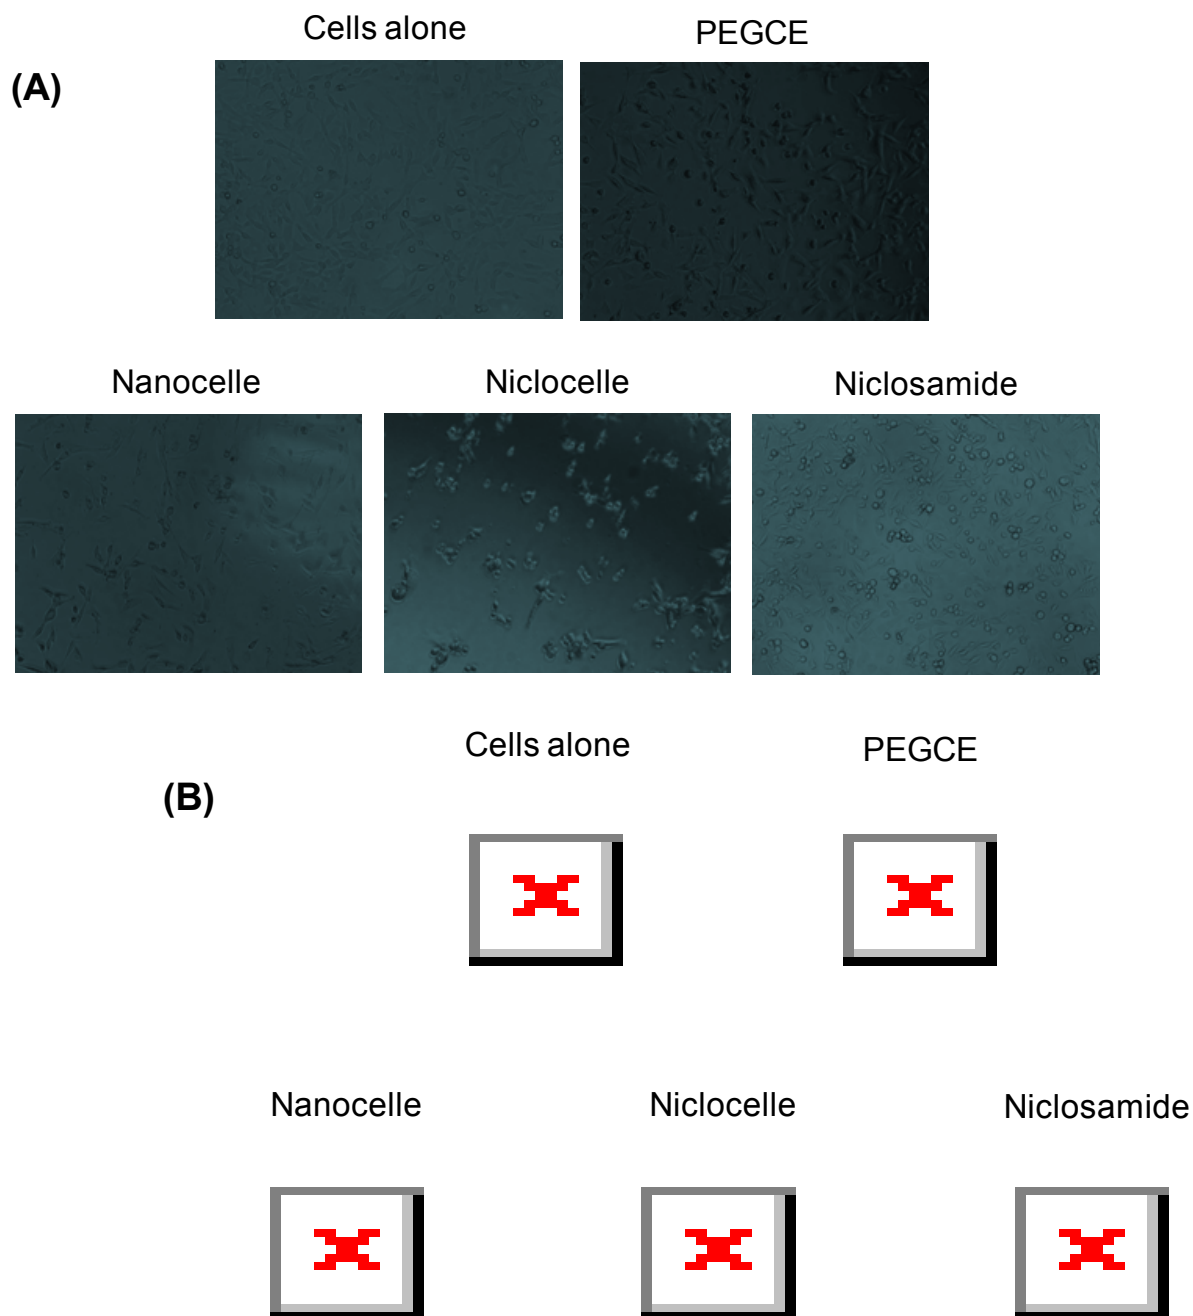 Cells alone
PEGCE
(A)
Nanocelle
Niclocelle
Niclosamide
Cells alone
PEGCE
(B)
Nanocelle
Niclocelle
Niclosamide